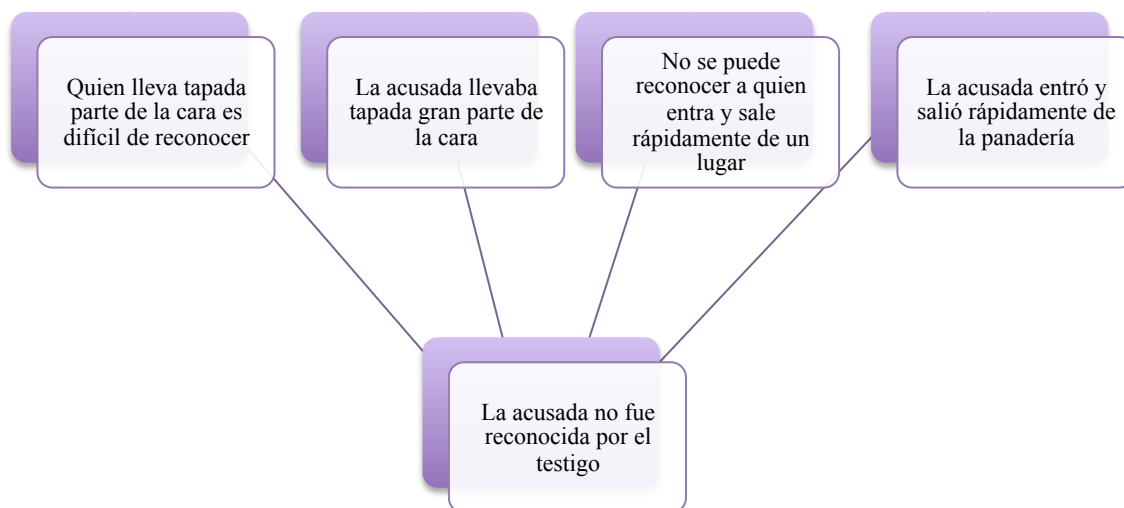 Quien lleva tapada
parte de la cara es
difícil de reconocer
La acusada llevaba
tapada gran parte de
la cara
No se puede
reconocer a quien
entra y sale
rápidamente de un
lugar
La acusada entró y
salió rápidamente de
la panadería
La acusada no fue
reconocida por el
testigo